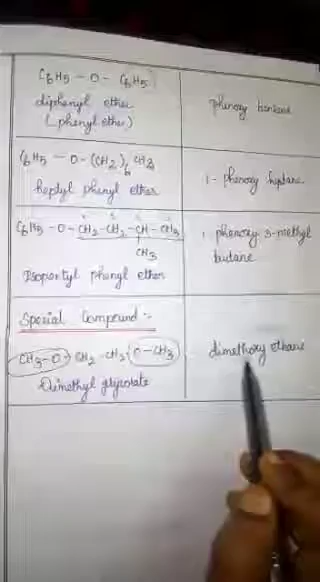 C6H5 - O - C6H5
diphenyl ether
(phenyl ether)
phenoxy benzene
C6H5 - O - (CH2)6 CH3
heptyl phenyl ether
1- phenoxy heptane
C6H5 - O - CH2 - CH2 - CH - CH3
CH3
Isopentyl phenyl ether
1 phenoxy 3-methyl
butane
Special Compound :-
CH3-O- CH2 - CH2 - O-CH3
Dimethyl glycolate
dimethoxy ethane